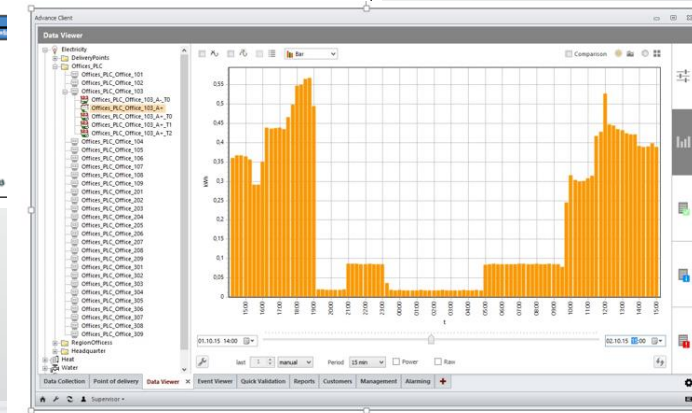 Advance Client
Data Viewer
Electricity
DeliveryPoints
Offices_PLC
Offices_PLC_Office_101
Offices_PLC_Office_102
Offices_PLC_Office_103
Offices_PLC_Office_103_A-_T0
Offices_PLC_Office_103_A+
Offices_PLC_Office_103_A+_T0
Offices_PLC_Office_103_A+_T1
Offices_PLC_Office_103_A+_T2
Offices_PLC_Office_104
Offices_PLC_Office_105
Offices_PLC_Office_106
Offices_PLC_Office_107
Offices_PLC_Office_108
Offices_PLC_Office_109
Offices_PLC_Office_201
Offices_PLC_Office_202
Offices_PLC_Office_203
Offices_PLC_Office_204
Offices_PLC_Office_205
Offices_PLC_Office_206
Offices_PLC_Office_207
Offices_PLC_Office_208
Offices_PLC_Office_209
Offices_PLC_Office_301
Offices_PLC_Office_302
Offices_PLC_Office_303
Offices_PLC_Office_304
Offices_PLC_Office_305
Offices_PLC_Office_306
Offices_PLC_Office_307
Offices_PLC_Office_308
Offices_PLC_Office_309
RegionOfficess
Headquarter
Heat
Water
Bar
Comparison
0,55
0,5
0,45
0,4
0,35
0,3
0,25
0,2
0,15
0,1
0,05
0
kWh
15:00 16:00 17:00 18:00 19:00 20:00 21:00 22:00 23:00 00:00 01:00 02:00 03:00 04:00 05:00 06:00 07:00 08:00 09:00 10:00 11:00 12:00 13:00 14:00 15:00
t
01.10.15 14:00
02.10.15 15:00
last 1 manual Period 15 min Power Raw
Data Collection Point of delivery Data Viewer × Event Viewer Quick Validation Reports Customers Management Alarming +
Supervisor